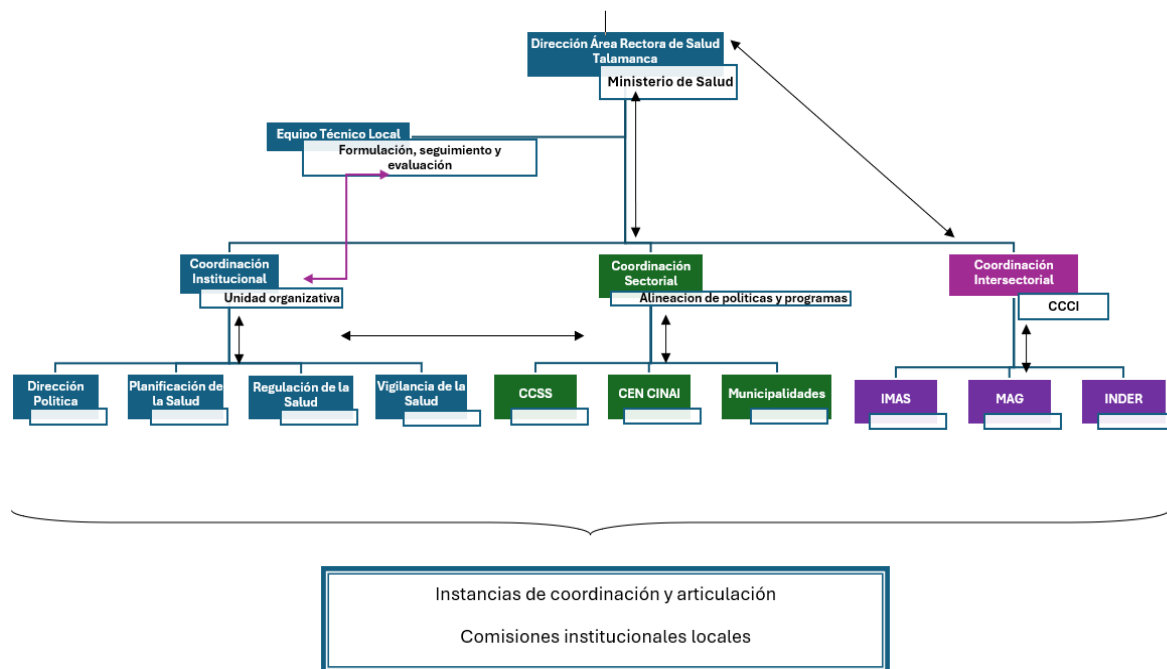 Dirección Área Rectora de Salud
Talamanca
Ministerio de Salud
Equipo Técnico Local
Formulación, seguimiento y
evaluación
Coordinación
Institucional
Unidad organizativa
Coordinación
Sectorial
Alineacion de politicas y programas
Coordinación
Intersectorial
CCCI
Dirección
Politica
Planificación de
la Salud
Regulación de la
Salud
Vigilancia de la
Salud
CCSS
CEN CINAI
Municipalidades
IMAS
MAG
INDER
Instancias de coordinación y articulación
Comisiones institucionales locales